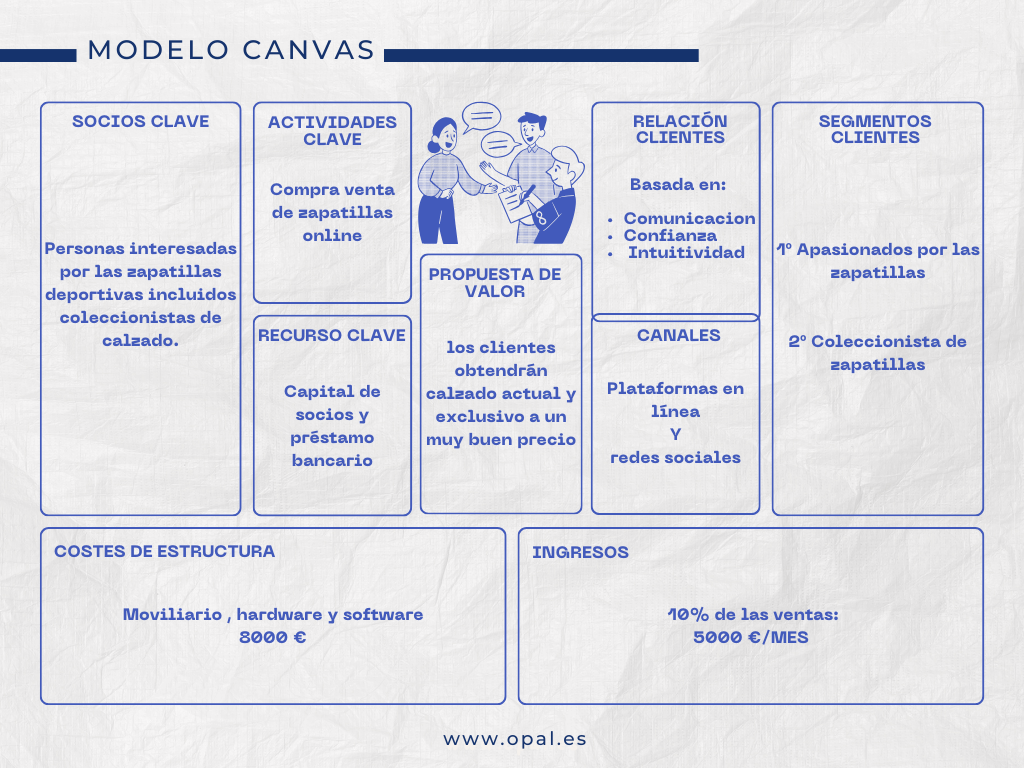 MODELO CANVAS
SOCIOS CLAVE
Personas interesadas
por las zapatillas
deportivas incluidos
coleccionistas de
calzado.
ACTIVIDADES
CLAVE
Compra venta
de zapatillas
online
RECURSO CLAVE
Capital de
socios y
préstamo
bancario
PROPUESTA DE
VALOR
los clientes
obtendrán
calzado actual y
exclusivo a un
muy buen precio
RELACIÓN
CLIENTES
Basada en:
• Comunicacion
• Confianza
• Intuitividad
CANALES
Plataformas en
línea
Y
redes sociales
SEGMENTOS
CLIENTES
1º Apasionados por las
zapatillas
2º Coleccionista de
zapatillas
COSTES DE ESTRUCTURA
Moviliario , hardware y software
8000 €
INGRESOS
10% de las ventas:
5000 €/MES
www.opal.es